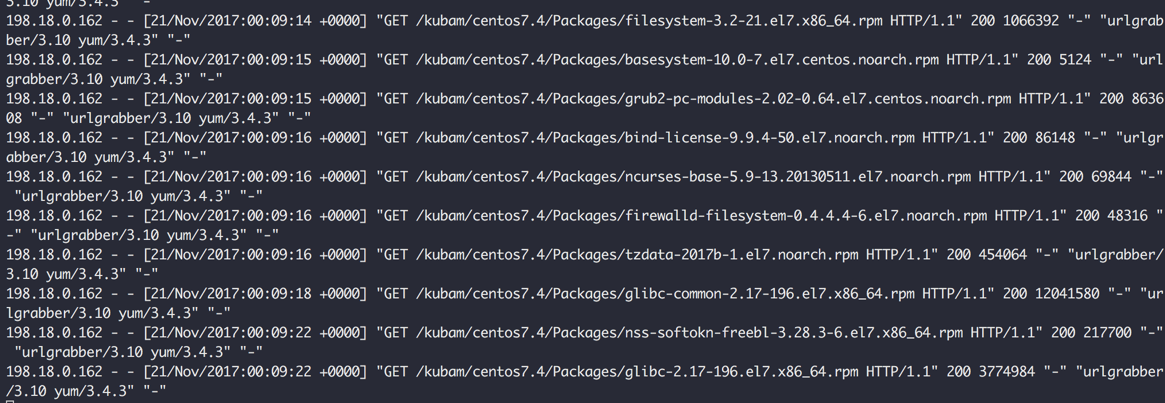 3.10 yum/3.4.3" "-"
198.18.0.162 - - [21/Nov/2017:00:09:14 +0000] "GET /kubam/centos7.4/Packages/filesystem-3.2-21.el7.x86_64.rpm HTTP/1.1" 200 1066392 "-" "urlgrab
ber/3.10 yum/3.4.3" "-"
198.18.0.162 - - [21/Nov/2017:00:09:15 +0000] "GET /kubam/centos7.4/Packages/basesystem-10.0-7.el7.centos.noarch.rpm HTTP/1.1" 200 5124 "-" "url
grabber/3.10 yum/3.4.3" "-"
198.18.0.162 - - [21/Nov/2017:00:09:15 +0000] "GET /kubam/centos7.4/Packages/grub2-pc-modules-2.02-0.64.el7.centos.noarch.rpm HTTP/1.1" 200 8636
08 "-" "urlgrabber/3.10 yum/3.4.3" "-"
198.18.0.162 - - [21/Nov/2017:00:09:16 +0000] "GET /kubam/centos7.4/Packages/bind-license-9.9.4-50.el7.noarch.rpm HTTP/1.1" 200 86148 "-" "urlgr
abber/3.10 yum/3.4.3" "-"
198.18.0.162 - - [21/Nov/2017:00:09:16 +0000] "GET /kubam/centos7.4/Packages/ncurses-base-5.9-13.20130511.el7.noarch.rpm HTTP/1.1" 200 69844 "-"
 "urlgrabber/3.10 yum/3.4.3" "-"
198.18.0.162 - - [21/Nov/2017:00:09:16 +0000] "GET /kubam/centos7.4/Packages/firewalld-filesystem-0.4.4.4-6.el7.noarch.rpm HTTP/1.1" 200 48316 "
-" "urlgrabber/3.10 yum/3.4.3" "-"
198.18.0.162 - - [21/Nov/2017:00:09:16 +0000] "GET /kubam/centos7.4/Packages/tzdata-2017b-1.el7.noarch.rpm HTTP/1.1" 200 454064 "-" "urlgrabber/
3.10 yum/3.4.3" "-"
198.18.0.162 - - [21/Nov/2017:00:09:18 +0000] "GET /kubam/centos7.4/Packages/glibc-common-2.17-196.el7.x86_64.rpm HTTP/1.1" 200 12041580 "-" "ur
lgrabber/3.10 yum/3.4.3" "-"
198.18.0.162 - - [21/Nov/2017:00:09:22 +0000] "GET /kubam/centos7.4/Packages/nss-softokn-freebl-3.28.3-6.el7.x86_64.rpm HTTP/1.1" 200 217700 "-"
 "urlgrabber/3.10 yum/3.4.3" "-"
198.18.0.162 - - [21/Nov/2017:00:09:22 +0000] "GET /kubam/centos7.4/Packages/glibc-2.17-196.el7.x86_64.rpm HTTP/1.1" 200 3774984 "-" "urlgrabber
/3.10 yum/3.4.3" "-"